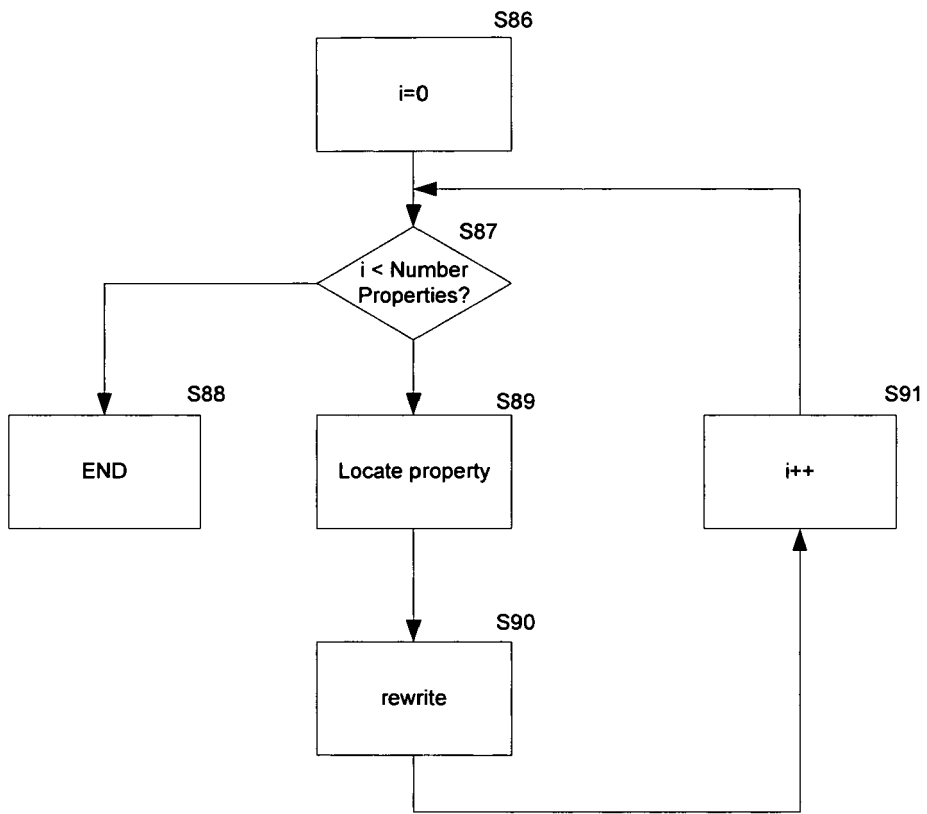 S86
i=0
S87
i < Number
Properties?
S88
END
S89
Locate property
S91
i++
S90
rewrite